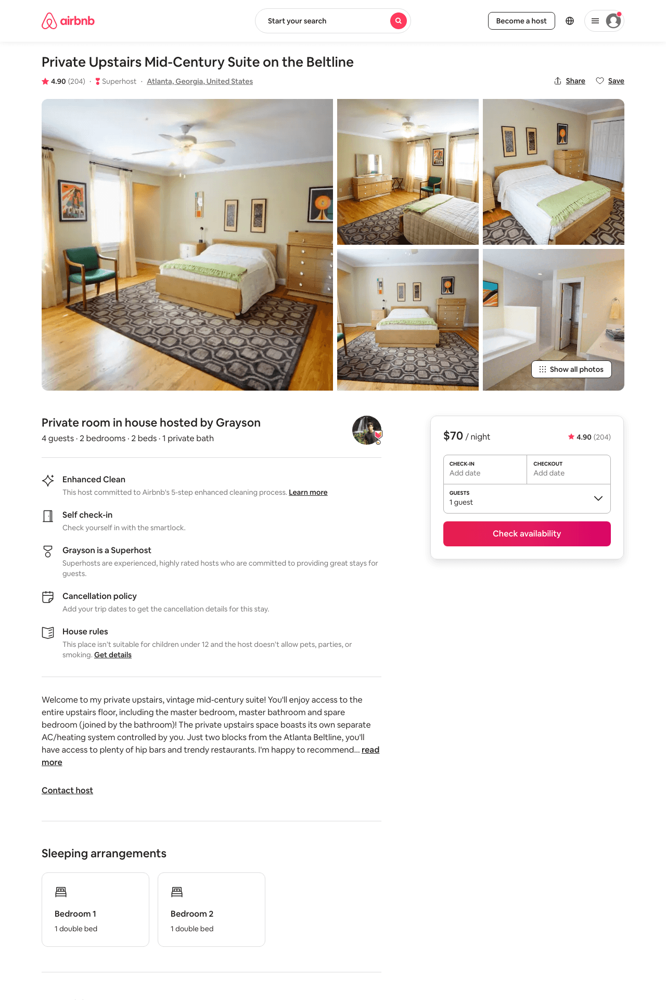 airbnb
Start your search
Become a host
Private Upstairs Mid-Century Suite on the Beltline
4.90 (204) · Superhost · Atlanta, Georgia, United States
Share
Save
Show all photos
Private room in house hosted by Grayson
4 guests · 2 bedrooms · 2 beds · 1 private bath
Enhanced Clean
This host committed to Airbnb's 5-step enhanced cleaning process. Learn more
Self check-in
Check yourself in with the smartlock.
Grayson is a Superhost
Superhosts are experienced, highly rated hosts who are committed to providing great stays for
guests.
Cancellation policy
Add your trip dates to get the cancellation details for this stay.
House rules
This place isn’t suitable for children under 12 and the host doesn’t allow pets, parties, or
smoking. Get details
Welcome to my private upstairs, vintage mid-century suite! You'll enjoy access to the
entire upstairs floor, including the master bedroom, master bathroom and spare
bedroom (joined by the bathroom)! The private upstairs space boasts its own separate
AC/heating system controlled by you. Just two blocks from the Atlanta Beltline, you'll
have access to plenty of hip bars and trendy restaurants. I'm happy to recommend... read
more
Contact host
Sleeping arrangements
Bedroom 1
1 double bed
Bedroom 2
1 double bed
$70 / night
4.90 (204)
CHECK-IN
Add date
CHECKOUT
Add date
GUESTS
1 guest
Check availability